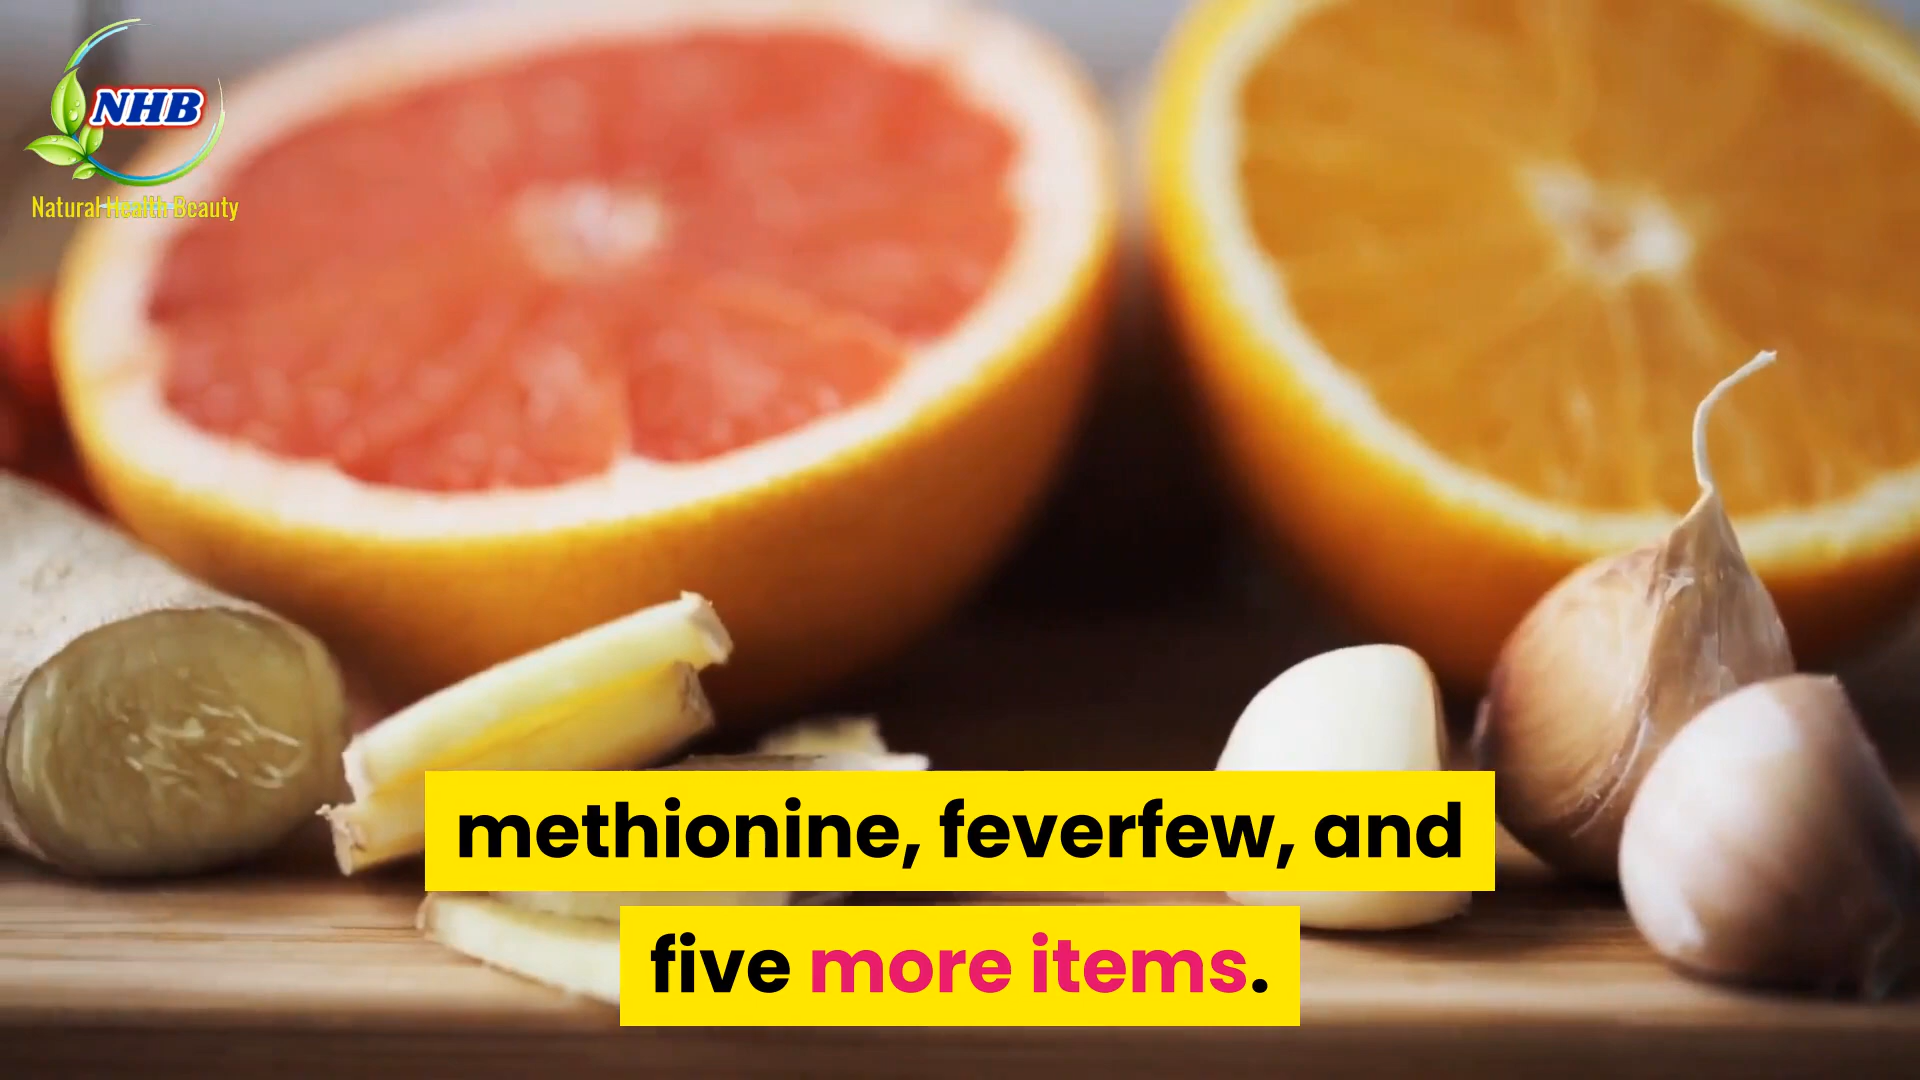 NHB
Natural Health Beauty
methionine, feverfew, and
five more items.